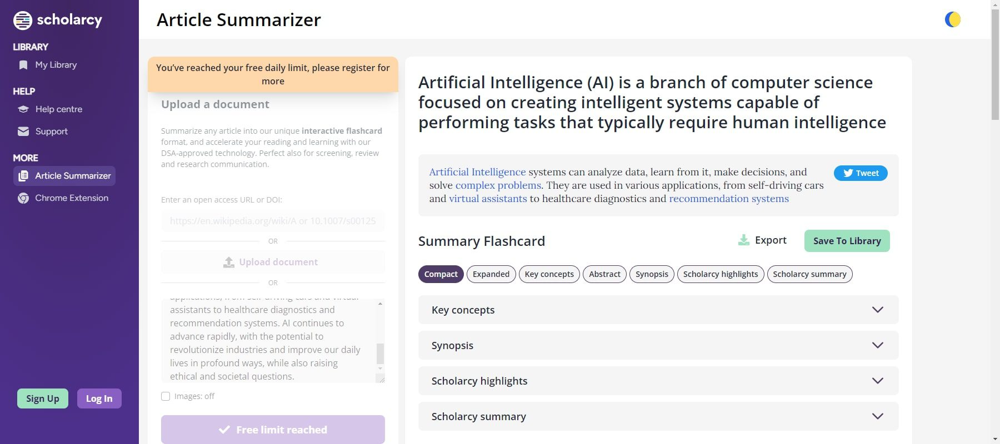 scholarcy
LIBRARY
My Library
HELP
Help centre
Support
MORE
Article Summarizer
Chrome Extension
Sign Up
Log In
Article Summarizer
You've reached your free daily limit, please register for
more
Upload a document
Summarize any article into our unique interactive flashcard
format, and accelerate your reading and learning with our
DSA-approved technology. Perfect also for screening, review
and research communication.
Enter an open access URL or DOI:
https://en.wikipedia.org/wiki/A or 10.1007/s00125
OR
Upload document
OR
applications, from self-driving cars and virtual
assistants to healthcare diagnostics and
recommendation systems. AI continues to
advance rapidly, with the potential to
revolutionize industries and improve our daily
lives in profound ways, while also raising
ethical and societal questions.
Images: off
Free limit reached
Artificial Intelligence (AI) is a branch of computer science
focused on creating intelligent systems capable of
performing tasks that typically require human intelligence
Artificial Intelligence systems can analyze data, learn from it, make decisions, and
solve complex problems. They are used in various applications, from self-driving cars
and virtual assistants to healthcare diagnostics and recommendation systems
Tweet
Summary Flashcard
Export
Save To Library
Compact
Expanded
Key concepts
Abstract
Synopsis
Scholarcy highlights
Scholarcy summary
Key concepts
Synopsis
Scholarcy highlights
Scholarcy summary